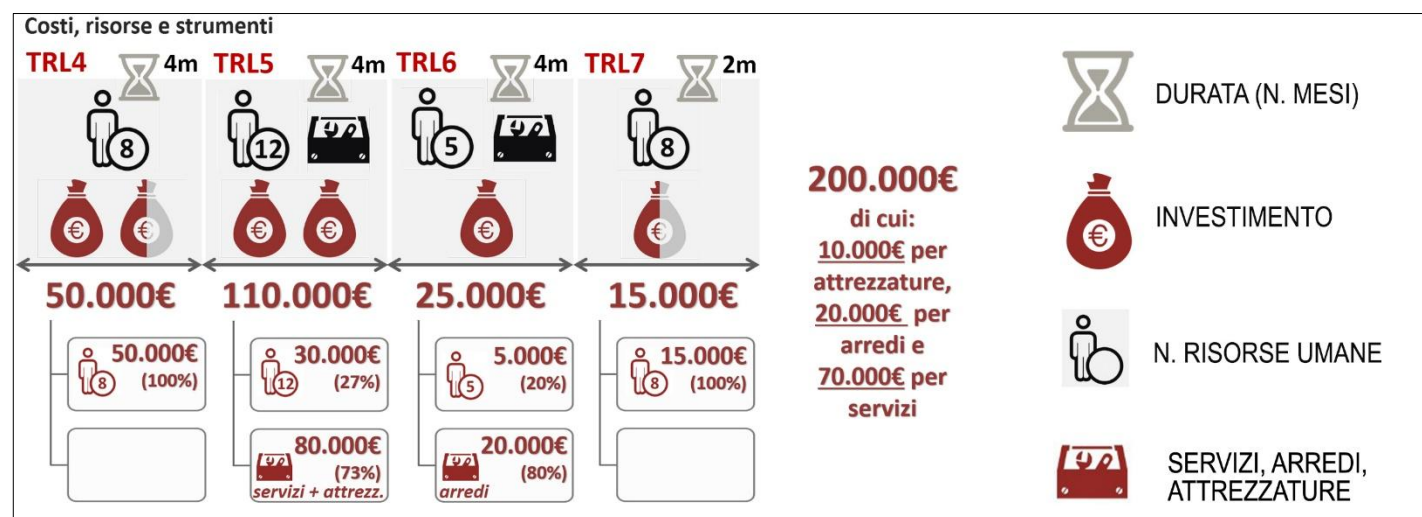 Costi, risorse e strumenti
TRL4 4m TRL5 4m TRL6 4m TRL7 2m
8 12 5 8
€ € € € € €
50.000€ 110.000€ 25.000€ 15.000€
8 50.000€ (100%)
12 30.000€ (27%)
5 5.000€ (20%)
8 15.000€ (100%)
80.000€ (73%)
servizi + attrezz.
20.000€ (80%)
arredi
200.000€
di cui:
10.000€ per
attrezzature,
20.000€ per
arredi e
70.000€ per
servizi
DURATA (N. MESI)
€
INVESTIMENTO
N. RISORSE UMANE
SERVIZI, ARREDI,
ATTREZZATURE